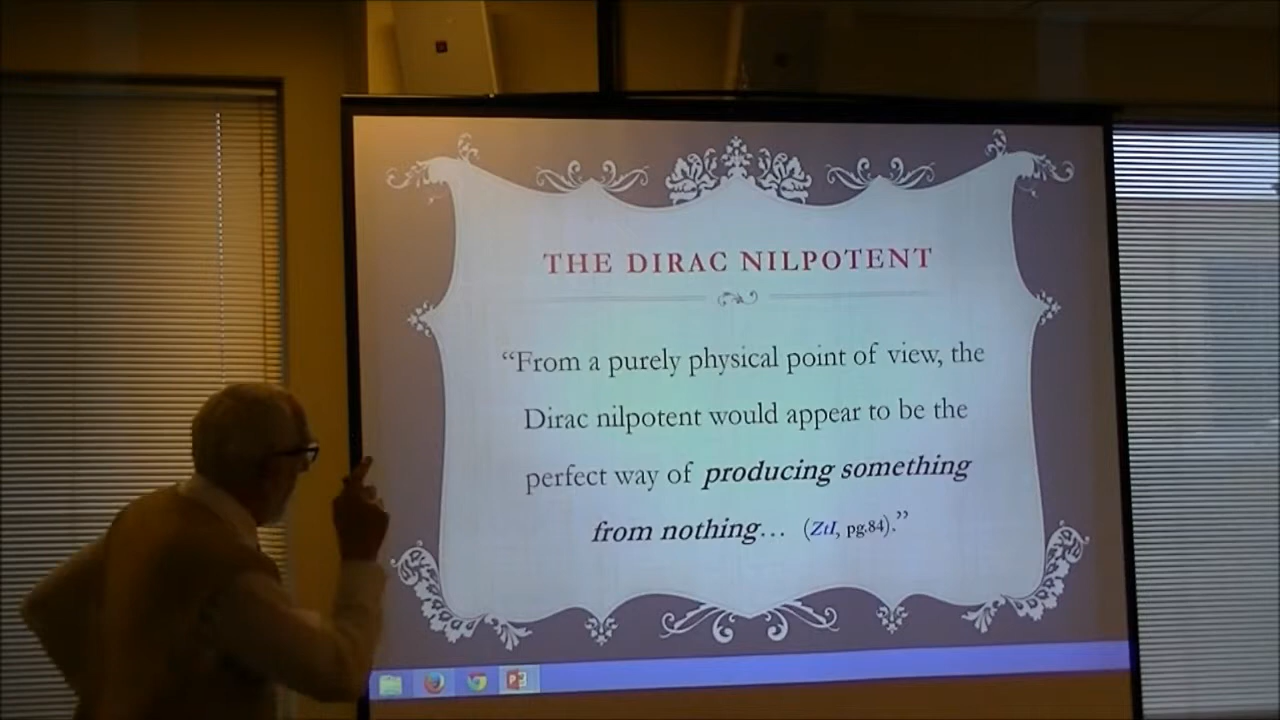 THE DIRAC NILPOTENT
“From a purely physical point of view, the
Dirac nilpotent would appear to be the
perfect way of producing something
from nothing… (ZtI, pg.84).”